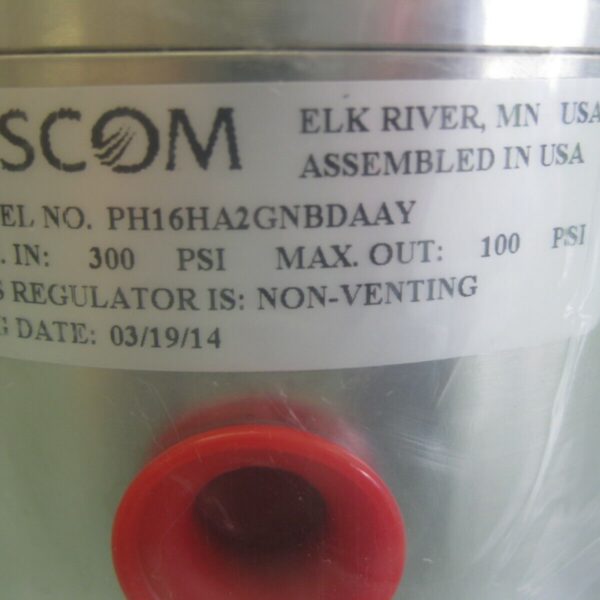 SCOM
ELK RIVER, MN USA
ASSEMBLED IN USA
EL NO. PH16HA2GNBDAAY
. IN: 300 PSI MAX. OUT: 100 PSI
S REGULATOR IS: NON-VENTING
G DATE: 03/19/14